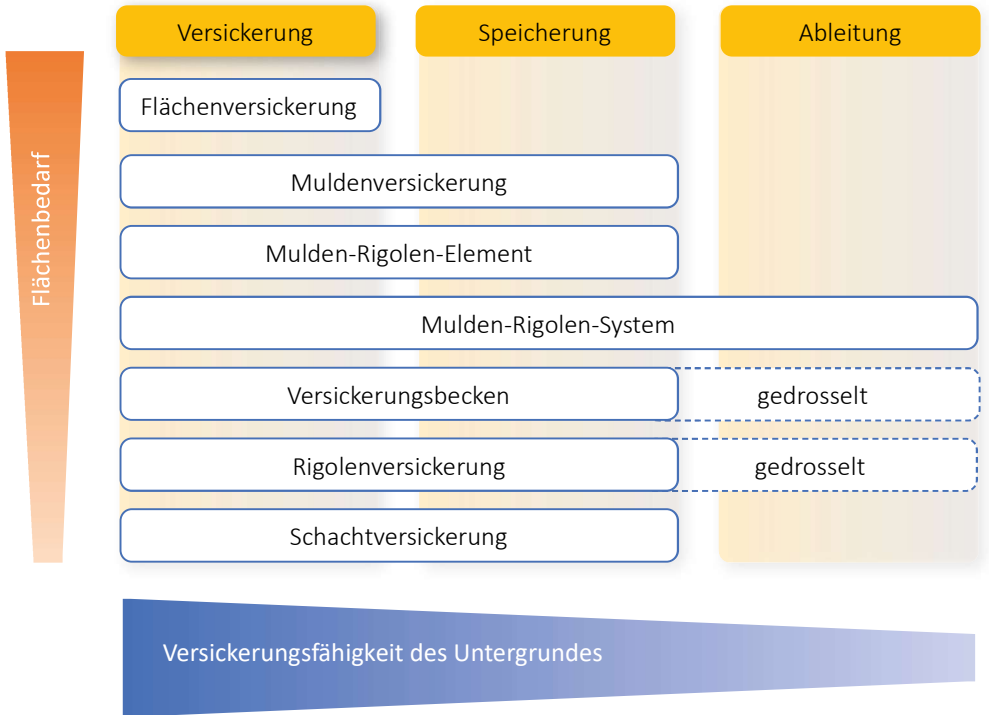 Versickerung
Speicherung
Ableitung
Flächenbedarf
Flächenversickerung
Muldenversickerung
Mulden-Rigolen-Element
Mulden-Rigolen-System
Versickerungsbecken
gedrosselt
Rigolenversickerung
gedrosselt
Schachtversickerung
Versickerungsfähigkeit des Untergrundes